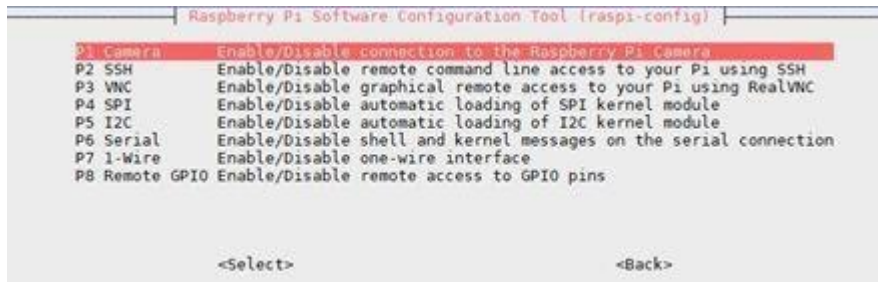 Raspberry Pi Software Configuration Tool (raspi-config)
P1 Camera Enable/Disable connection to the Raspberry Pi Camera
P2 SSH Enable/Disable remote command line access to your Pi using SSH
P3 VNC Enable/Disable graphical remote access to your Pi using RealVNC
P4 SPI Enable/Disable automatic loading of SPI kernel module
P5 I2C Enable/Disable automatic loading of I2C kernel module
P6 Serial Enable/Disable shell and kernel messages on the serial connection
P7 1-Wire Enable/Disable one-wire interface
P8 Remote GPIO Enable/Disable remote access to GPIO pins
<Select> <Back>